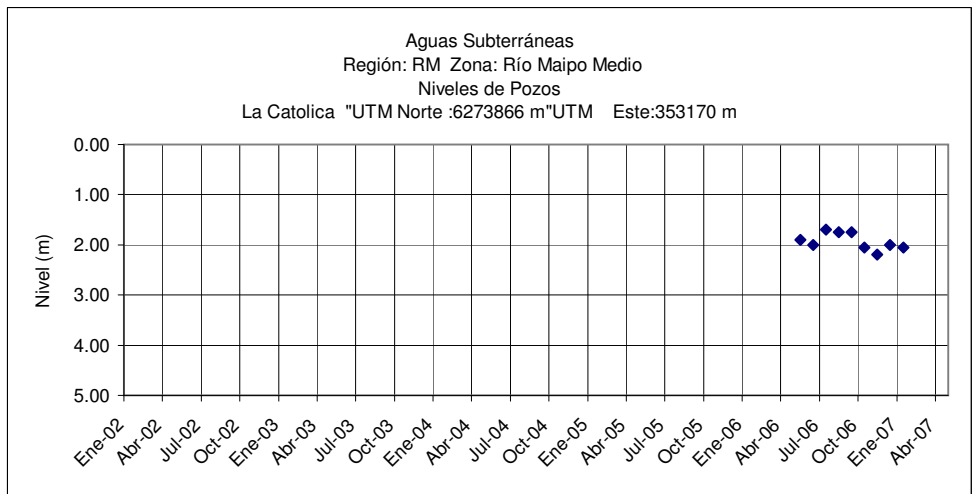 Aguas Subterráneas
Región: RM Zona: Río Maipo Medio
Niveles de Pozos
La Catolica "UTM Norte :6273866 m"UTM Este:353170 m
0.00
1.00
2.00
3.00
4.00
5.00
Nivel (m)
Ene-02
Abr-02
Jul-02
Oct-02
Ene-03
Abr-03
Jul-03
Oct-03
Ene-04
Abr-04
Jul-04
Oct-04
Ene-05
Abr-05
Jul-05
Oct-05
Ene-06
Abr-06
Jul-06
Oct-06
Ene-07
Abr-07